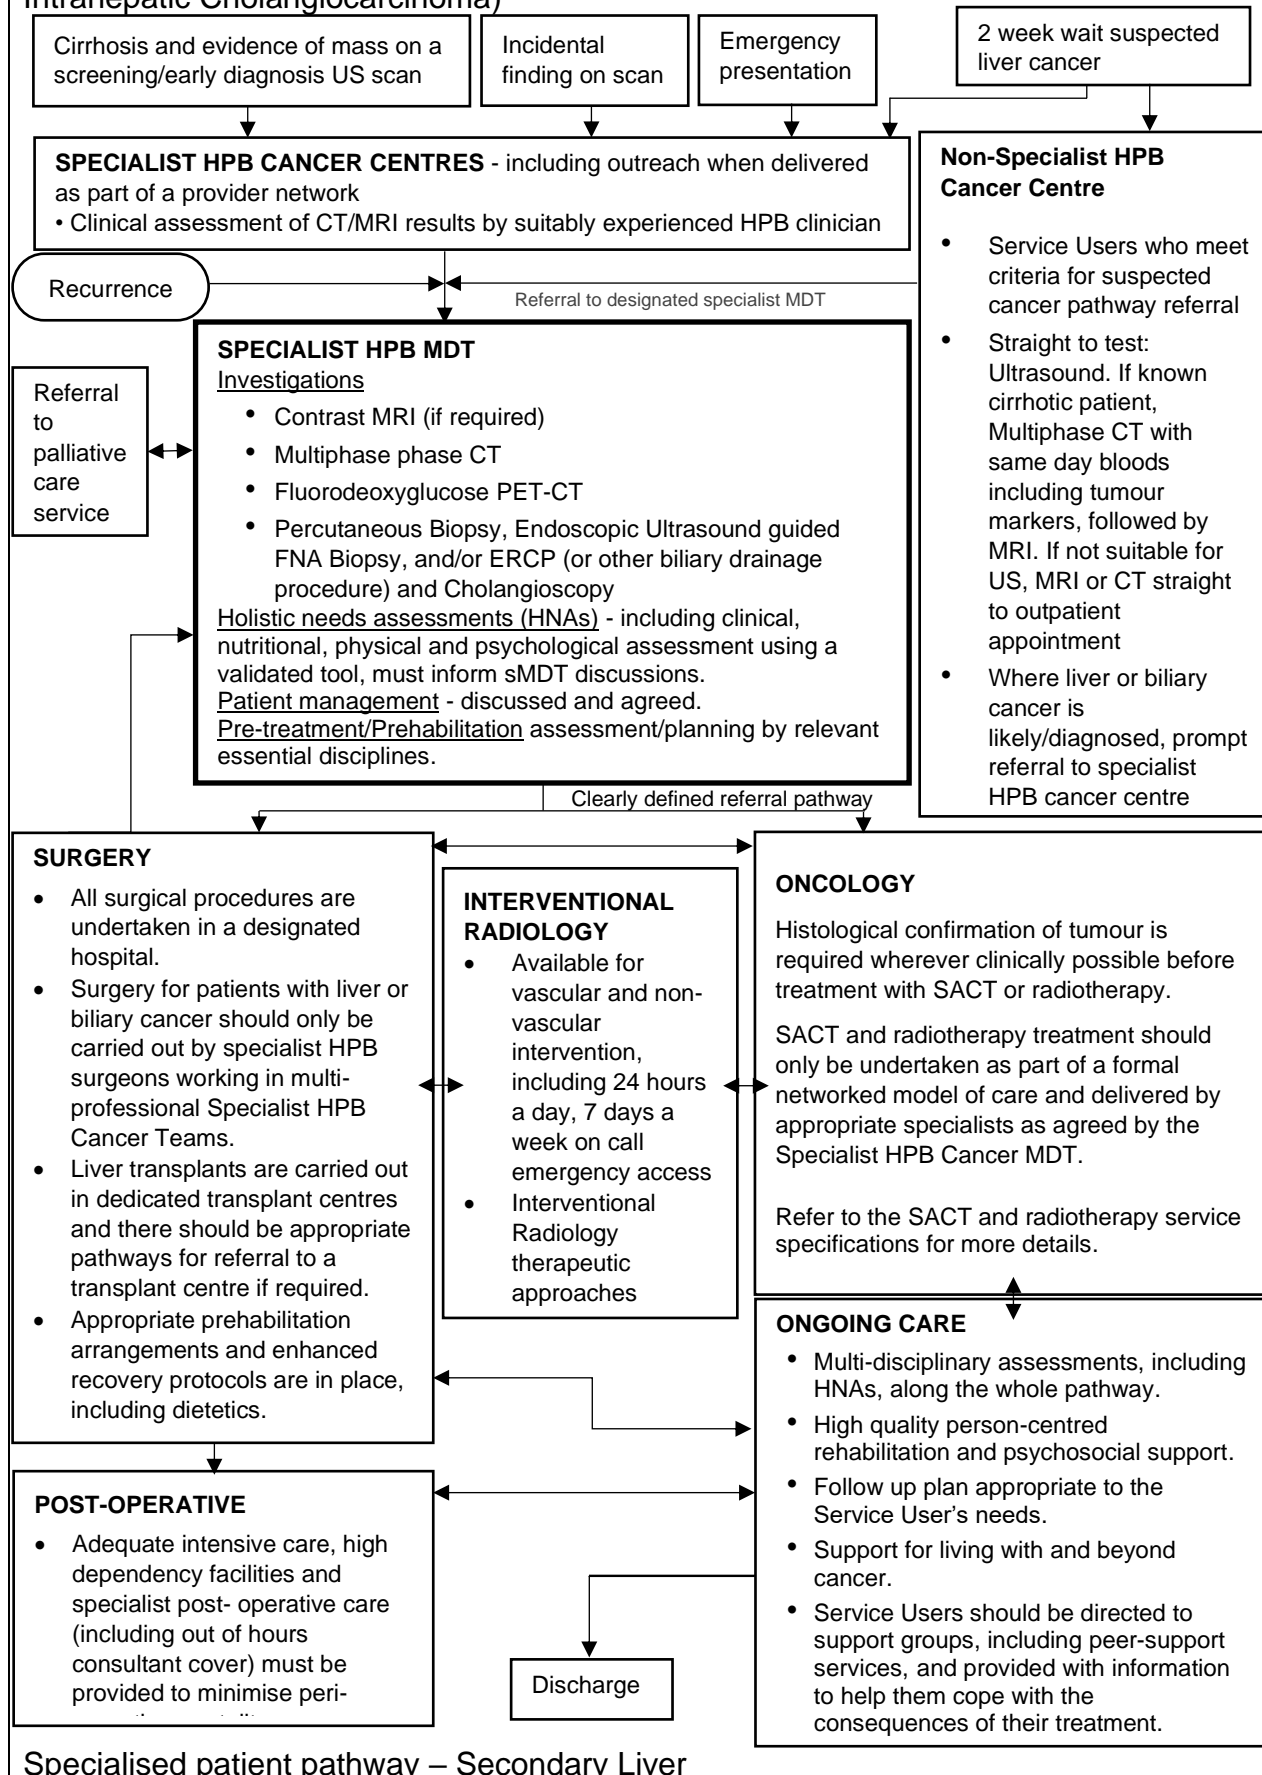 Intrahepatic Cholangiocarcinoma)
Cirrhosis and evidence of mass on a
screening/early diagnosis US scan
Incidental
finding on scan
Emergency
presentation
2 week wait suspected
liver cancer
SPECIALIST HPB CANCER CENTRES - including outreach when delivered
as part of a provider network
• Clinical assessment of CT/MRI results by suitably experienced HPB clinician
Non-Specialist HPB
Cancer Centre
• Service Users who meet
criteria for suspected
cancer pathway referral
• Straight to test:
Ultrasound. If known
cirrhotic patient,
Multiphase CT with
same day bloods
including tumour
markers, followed by
MRI. If not suitable for
US, MRI or CT straight
to outpatient
appointment
• Where liver or biliary
cancer is
likely/diagnosed, prompt
referral to specialist
HPB cancer centre
Recurrence
Referral to designated specialist MDT
Referral
to
palliative
care
service
SPECIALIST HPB MDT
Investigations
• Contrast MRI (if required)
• Multiphase phase CT
• Fluorodeoxyglucose PET-CT
• Percutaneous Biopsy, Endoscopic Ultrasound guided
FNA Biopsy, and/or ERCP (or other biliary drainage
procedure) and Cholangioscopy
Holistic needs assessments (HNAs) - including clinical,
nutritional, physical and psychological assessment using a
validated tool, must inform sMDT discussions.
Patient management - discussed and agreed.
Pre-treatment/Prehabilitation assessment/planning by relevant
essential disciplines.
Clearly defined referral pathway
SURGERY
• All surgical procedures are
undertaken in a designated
hospital.
• Surgery for patients with liver or
biliary cancer should only be
carried out by specialist HPB
surgeons working in multi-
professional Specialist HPB
Cancer Teams.
• Liver transplants are carried out
in dedicated transplant centres
and there should be appropriate
pathways for referral to a
transplant centre if required.
• Appropriate prehabilitation
arrangements and enhanced
recovery protocols are in place,
including dietetics.
INTERVENTIONAL
RADIOLOGY
• Available for
vascular and non-
vascular
intervention,
including 24 hours
a day, 7 days a
week on call
emergency access
• Interventional
Radiology
therapeutic
approaches
ONCOLOGY
Histological confirmation of tumour is
required wherever clinically possible before
treatment with SACT or radiotherapy.
SACT and radiotherapy treatment should
only be undertaken as part of a formal
networked model of care and delivered by
appropriate specialists as agreed by the
Specialist HPB Cancer MDT.
Refer to the SACT and radiotherapy service
specifications for more details.
ONGOING CARE
• Multi-disciplinary assessments, including
HNAs, along the whole pathway.
• High quality person-centred
rehabilitation and psychosocial support.
• Follow up plan appropriate to the
Service User's needs.
• Support for living with and beyond
cancer.
• Service Users should be directed to
support groups, including peer-support
services, and provided with information
to help them cope with the
consequences of their treatment.
POST-OPERATIVE
• Adequate intensive care, high
dependency facilities and
specialist post- operative care
(including out of hours
consultant cover) must be
provided to minimise peri-
Discharge
Specialised patient pathway – Secondary Liver